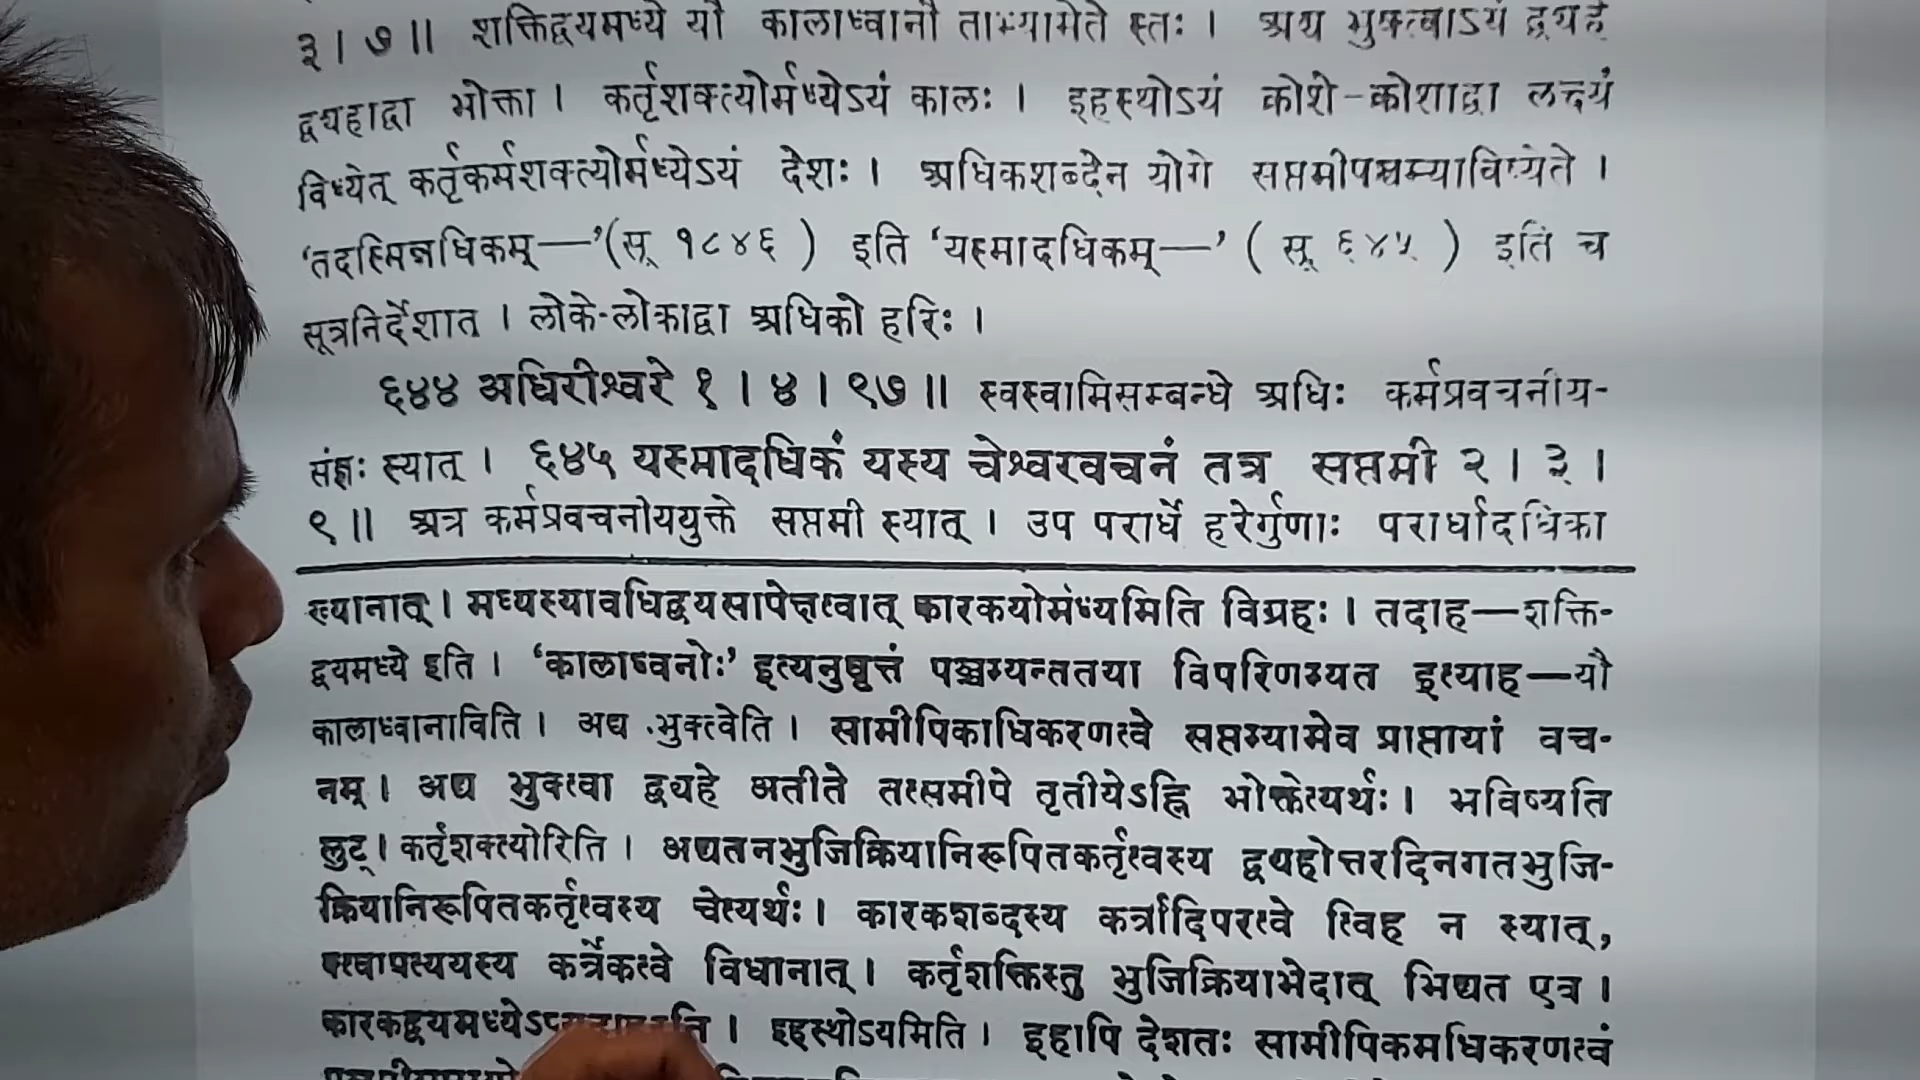 ३ । ७ ॥ शक्तिद्वयमध्ये यौ कालाध्वानौ ताभ्यामेते स्तः । अद्य भुक्त्वाऽयं द्व्यहे
द्व्यहाद्वा भोक्ता । कर्तृशक्त्योर्मध्येऽयं कालः । इहस्थोऽयं क्रोशे-क्रोशाद्वा लक्ष्यं
विध्येत् कर्तृकर्मशक्त्योर्मध्येऽयं देशः । अधिकशब्देन योगे सप्तमीपञ्चम्याविष्येते ।
‘तदस्मिन्नधिकम्—’(सू १८४६ ) इति ‘यस्मादधिकम्—’ ( सू ६४५ ) इति च
सूत्रनिर्देशात् । लोके-लोकाद्वा अधिको हरिः ।
६४४ अधिरीश्वरे १ । ४ । ९७ ॥ स्वस्वामिसम्बन्धे अधिः कर्मप्रवचनीय-
संज्ञः स्यात् । ६४५ यस्मादधिकं यस्य चेश्वरवचनं तत्र सप्तमी २ । ३ ।
९ ॥ अत्र कर्मप्रवचनीययुक्ते सप्तमी स्यात् । उप परार्धे हरेर्गुणाः परार्धादधिका
ख्यानात् । मध्यस्यावधिद्वयसापेक्षत्वात् कारकयोर्मध्यमिति विग्रहः । तदाह—शक्ति-
द्वयमध्ये इति । ‘कालाध्वनोः’ इत्यनुवृत्तं पञ्चम्यन्ततया विपरिणम्यत इत्याह—यौ
कालाध्वानाविति । अद्य भुक्त्वेति । सामीपिकाधिकरणत्वे सप्तम्यामेव प्राप्तायां वच-
नम् । अद्य भुक्त्वा द्व्यहे अतीते तत्समीपे तृतीयेऽह्नि भोक्तेत्यर्थः । भविष्यति
लुट् । कर्तृशक्त्योरिति । अद्यतनभुजिक्रियानिरूपितकर्तृत्वस्य द्व्यहोत्तरदिनगतभुजि-
क्रियानिरूपितकर्तृत्वस्य चेत्यर्थः । कारकशब्दस्य कर्त्रादिपरत्वे त्विह न स्यात्,
क्त्वाप्रत्ययस्य कर्त्रैकत्वे विधानात् । कर्तृशक्तिस्तु भुजिक्रियाभेदात् भिद्यत एव ।
कारकद्वयमध्येऽ । इहस्थोऽयमिति । इहापि देशतः सामीपिकमधिकरणत्वं